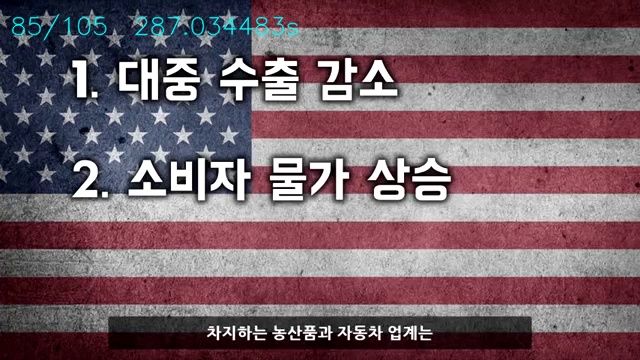 85/105 287.034483s
1. 대중 수출 감소
2. 소비자 물가 상승
차지하는 농산품과 자동차 업계는